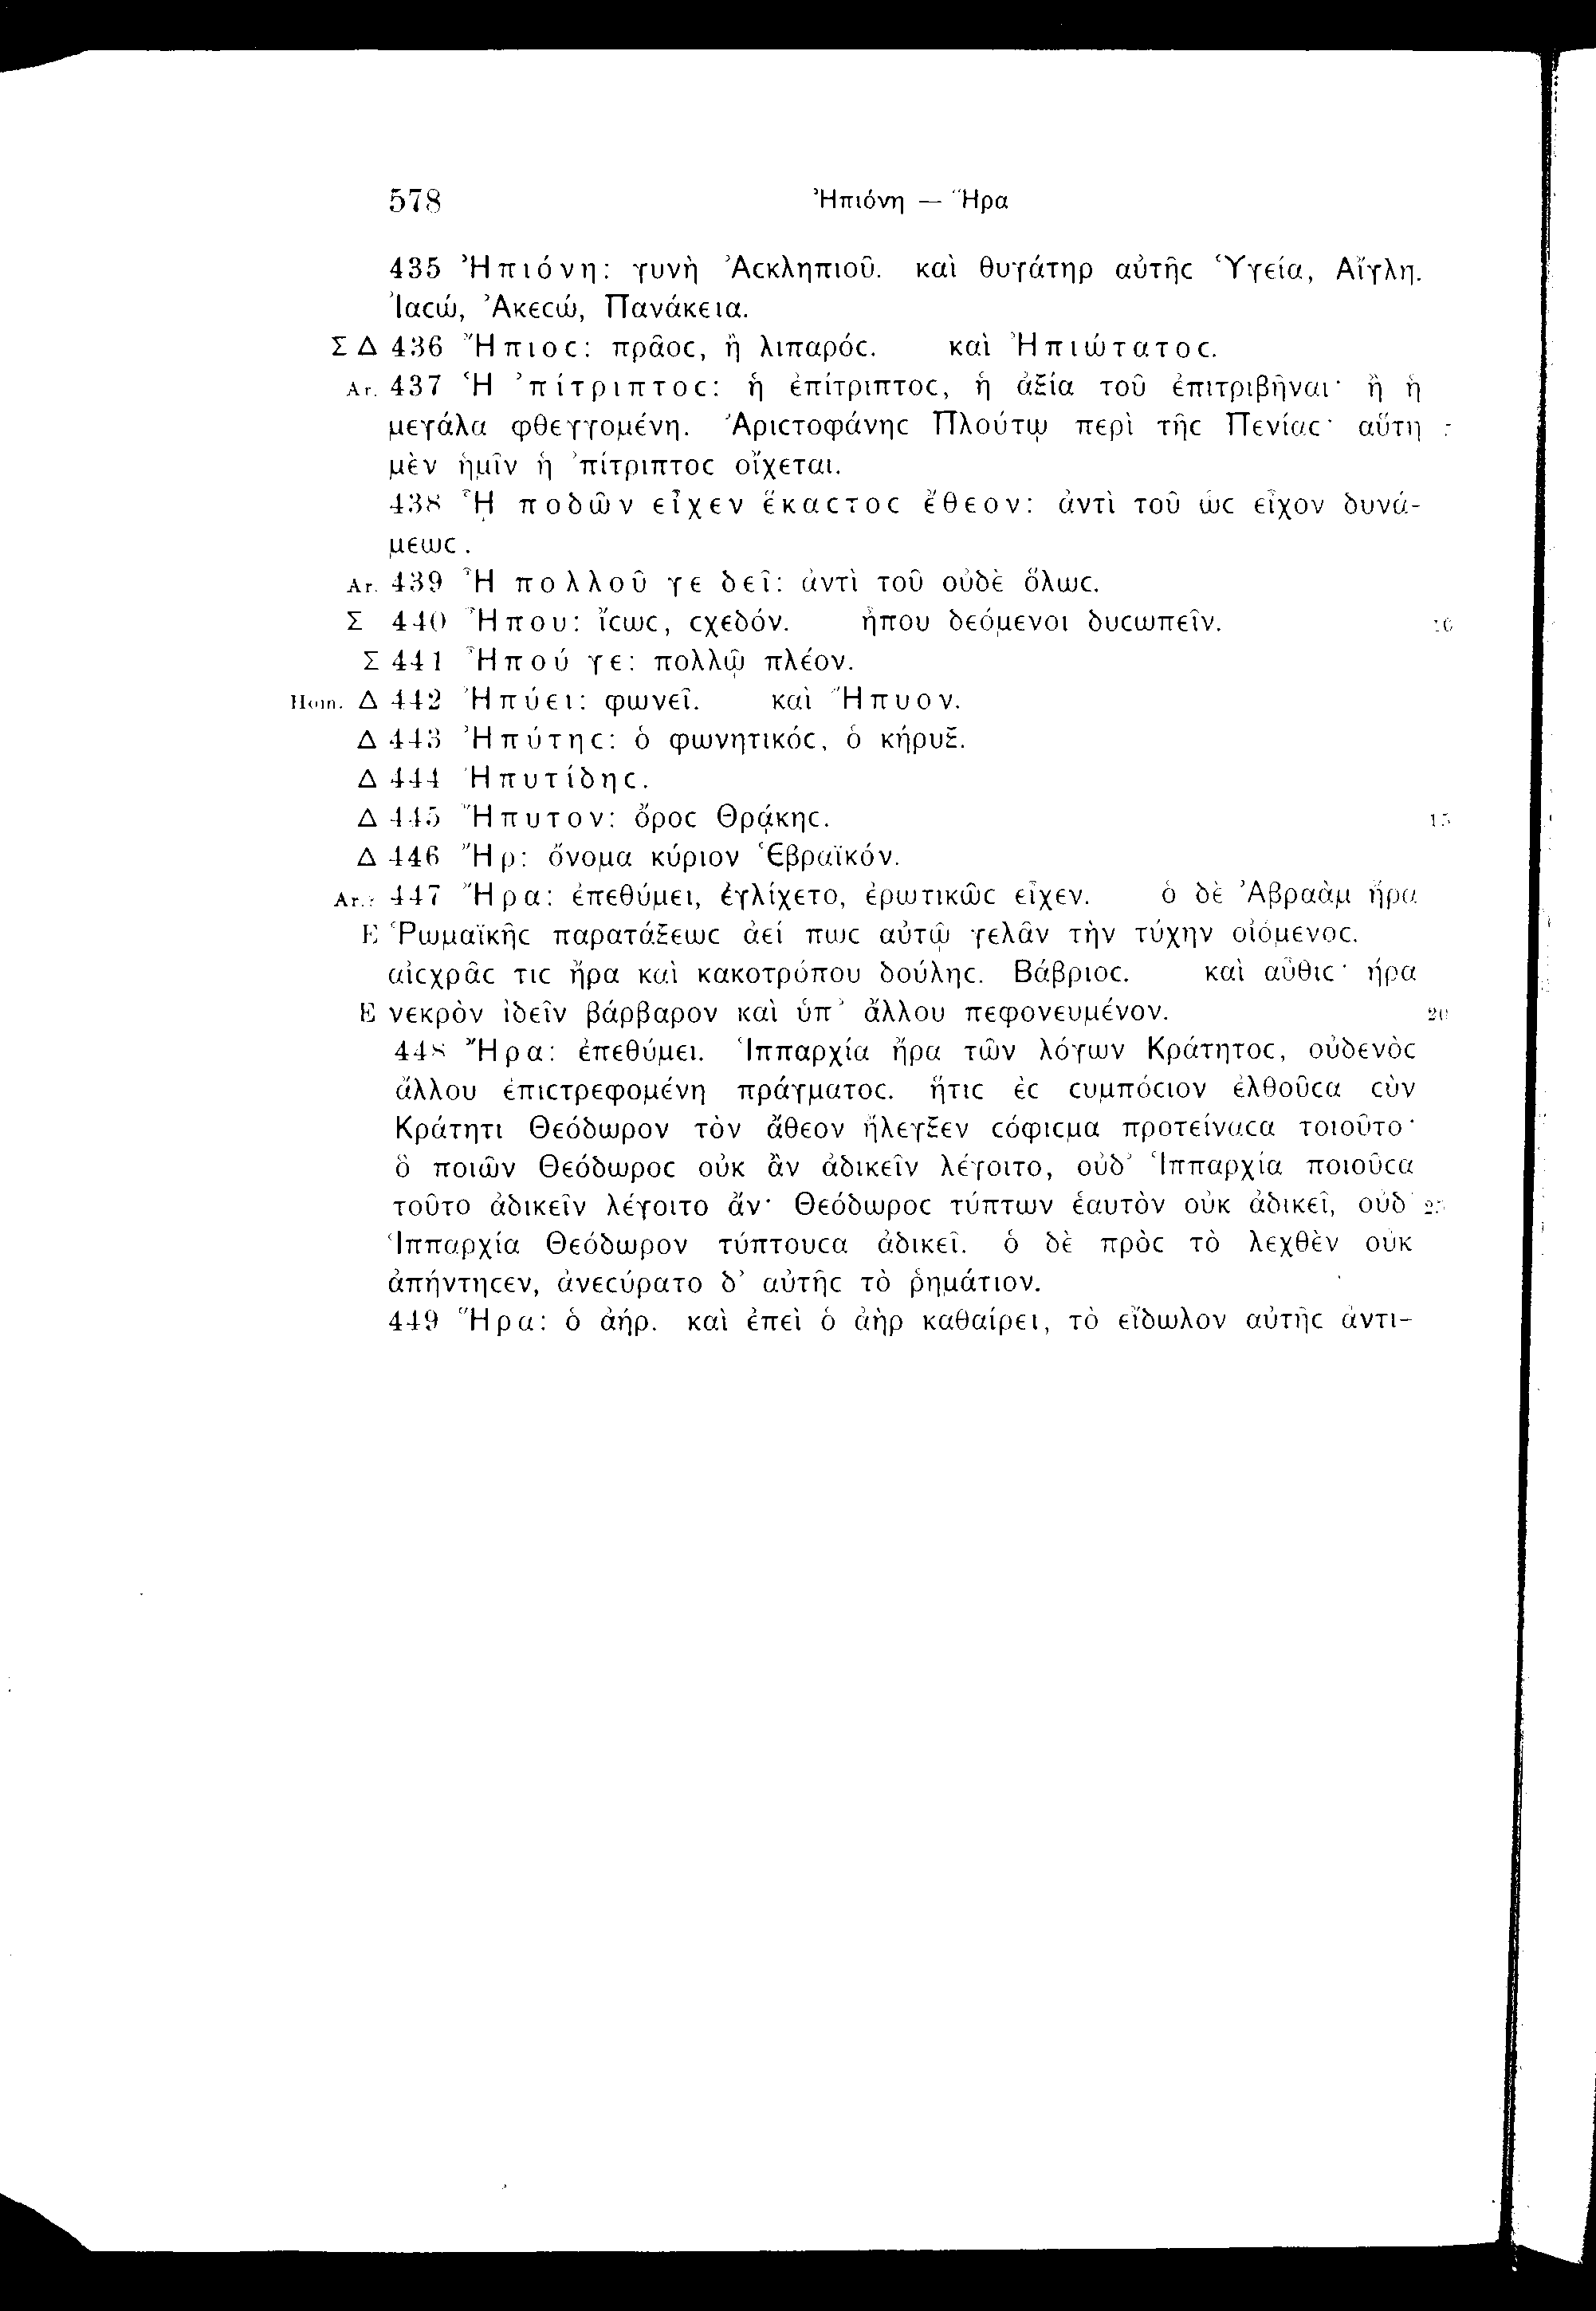 578 Ἠπιόνη — Ἥρα
435 Ἠπιόνη: γυνὴ Ἀϲκληπιοῦ. καὶ θυγάτηρ αὐτῆϲ Ὑγεία, Αἴγλη.
Ἰαϲώ, Ἀκεϲώ, Πανάκεια.
Σ Δ 436 Ἤπιοϲ: πρᾶοϲ, ἢ λιπαρόϲ. καὶ Ἠπιώτατοϲ.
Ar. 437 Ἡ ’πίτριπτοϲ: ἡ ἐπίτριπτοϲ, ἡ ἀξία τοῦ ἐπιτριβῆναι· ἢ ἡ
μεγάλα φθεγγομένη. Ἀριϲτοφάνηϲ Πλούτῳ περὶ τῆϲ Πενίαϲ· αὕτη
μὲν ἡμῖν ἡ ’πίτριπτοϲ οἴχεται.
438 Ἧι ποδῶν εἶχεν ἕκαϲτοϲ ἔθεον: ἀντὶ τοῦ ὡϲ εἶχον δυνά-
μεωϲ.
Ar. 439 Ἦ πολλοῦ γε δεῖ: ἀντὶ τοῦ οὐδὲ ὅλωϲ.
Σ 440 Ἦπου: ἴϲωϲ, ϲχεδόν. ἦπου δεόμενοι δυϲωπεῖν. 10
Σ 441 Ἦπού γε: πολλῷ πλέον.
Hom. Δ 442 Ἠπύει: φωνεῖ. καὶ Ἤπυον.
Δ 443 Ἠπύτηϲ: ὁ φωνητικόϲ, ὁ κήρυξ.
Δ 444 Ἠπυτίδηϲ.
Δ 445 Ἤπυτον: ὄροϲ Θρᾴκηϲ. 15
Δ 446 Ἤρ: ὄνομα κύριον Ἑβραϊκόν.
Ar.: 447 Ἤρα: ἐπεθύμει, ἐγλίχετο, ἐρωτικῶϲ εἶχεν. ὁ δὲ Ἀβραὰμ ἤρα
E Ῥωμαϊκῆϲ παρατάξεωϲ ἀεί πωϲ αὐτῷ γελᾶν τὴν τύχην οἰόμενοϲ.
αἰϲχρᾶϲ τιϲ ἤρα καὶ κακοτρόπου δούληϲ. Βάβριοϲ. καὶ αὖθιϲ· ἤρα
E νεκρὸν ἰδεῖν βάρβαρον καὶ ὑπ’ ἄλλου πεφονευμένον. 20
448 Ἤρα: ἐπεθύμει. Ἱππαρχία ἤρα τῶν λόγων Κράτητοϲ, οὐδενὸϲ
ἄλλου ἐπιϲτρεφομένη πράγματοϲ. ἥτιϲ ἐϲ ϲυμπόϲιον ἐλθοῦϲα ϲὺν
Κράτητι Θεόδωρον τὸν ἄθεον ἤλεγξεν ϲόφιϲμα προτείναϲα τοιοῦτο·
ὃ ποιῶν Θεόδωροϲ οὐκ ἂν ἀδικεῖν λέγοιτο, οὐδ’ Ἱππαρχία ποιοῦϲα
τοῦτο ἀδικεῖν λέγοιτο ἄν· Θεόδωροϲ τύπτων ἑαυτὸν οὐκ ἀδικεῖ, οὐδ’ 25
Ἱππαρχία Θεόδωρον τύπτουϲα ἀδικεῖ. ὁ δὲ πρὸϲ τὸ λεχθὲν οὐκ
ἀπήντηϲεν, ἀνεϲύρατο δ’ αὐτῆϲ τὸ ῥημάτιον.
449 Ἥρα: ὁ ἀήρ. καὶ ἐπεὶ ὁ ἀὴρ καθαίρει, τὸ εἴδωλον αὐτῆϲ ἀντι-